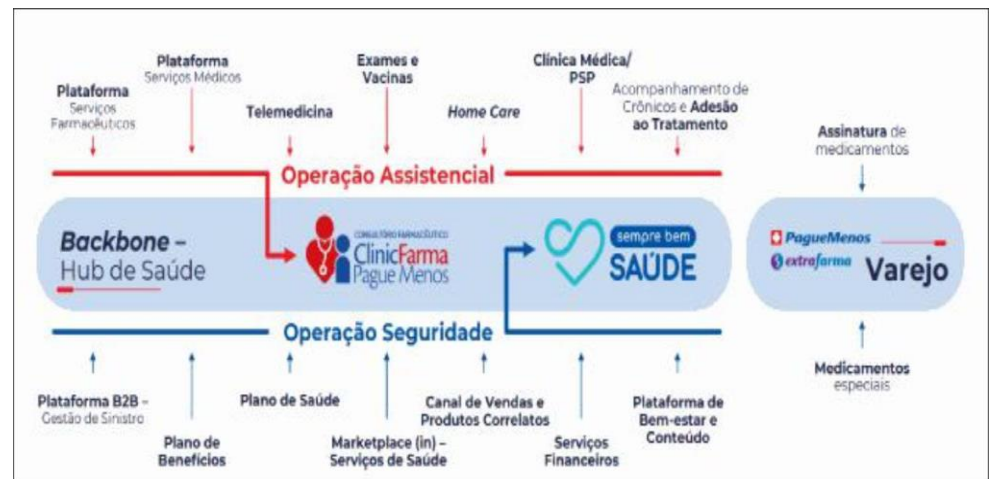 Plataforma
Serviços
Farmacêuticos
Plataforma
Serviços Médicos
Telemedicina
Exames e
Vacinas
Home Care
Clínica Médica/
PSP
Acompanhamento de
Crônicos e Adesão
ao Tratamento
Assinatura de
medicamentos
Operação Assistencial
Backbone –
Hub de Saúde
CONSULTÓRIO FARMACÊUTICO
ClinicFarma
Pague Menos
sempre bem
SAÚDE
PagueMenos
extrafarma
Varejo
Operação Seguridade
Plataforma B2B –
Gestão de Sinistro
Plano de
Benefícios
Plano de Saúde
Marketplace (in) –
Serviços de Saúde
Canal de Vendas e
Produtos Correlatos
Serviços
Financeiros
Plataforma de
Bem-estar e
Conteúdo
Medicamentos
especiais